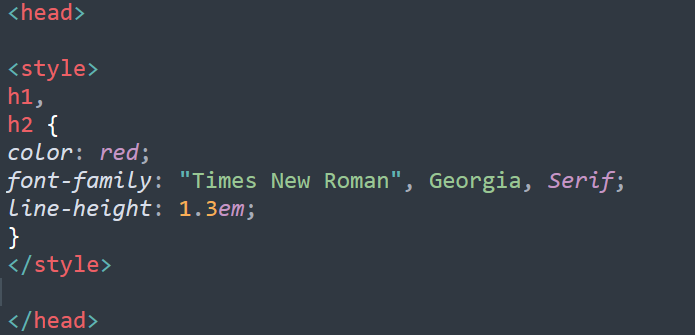 <head>
<style>
h1,
h2 {
color: red;
font-family: "Times New Roman", Georgia, Serif;
line-height: 1.3em;
}
</style>
</head>